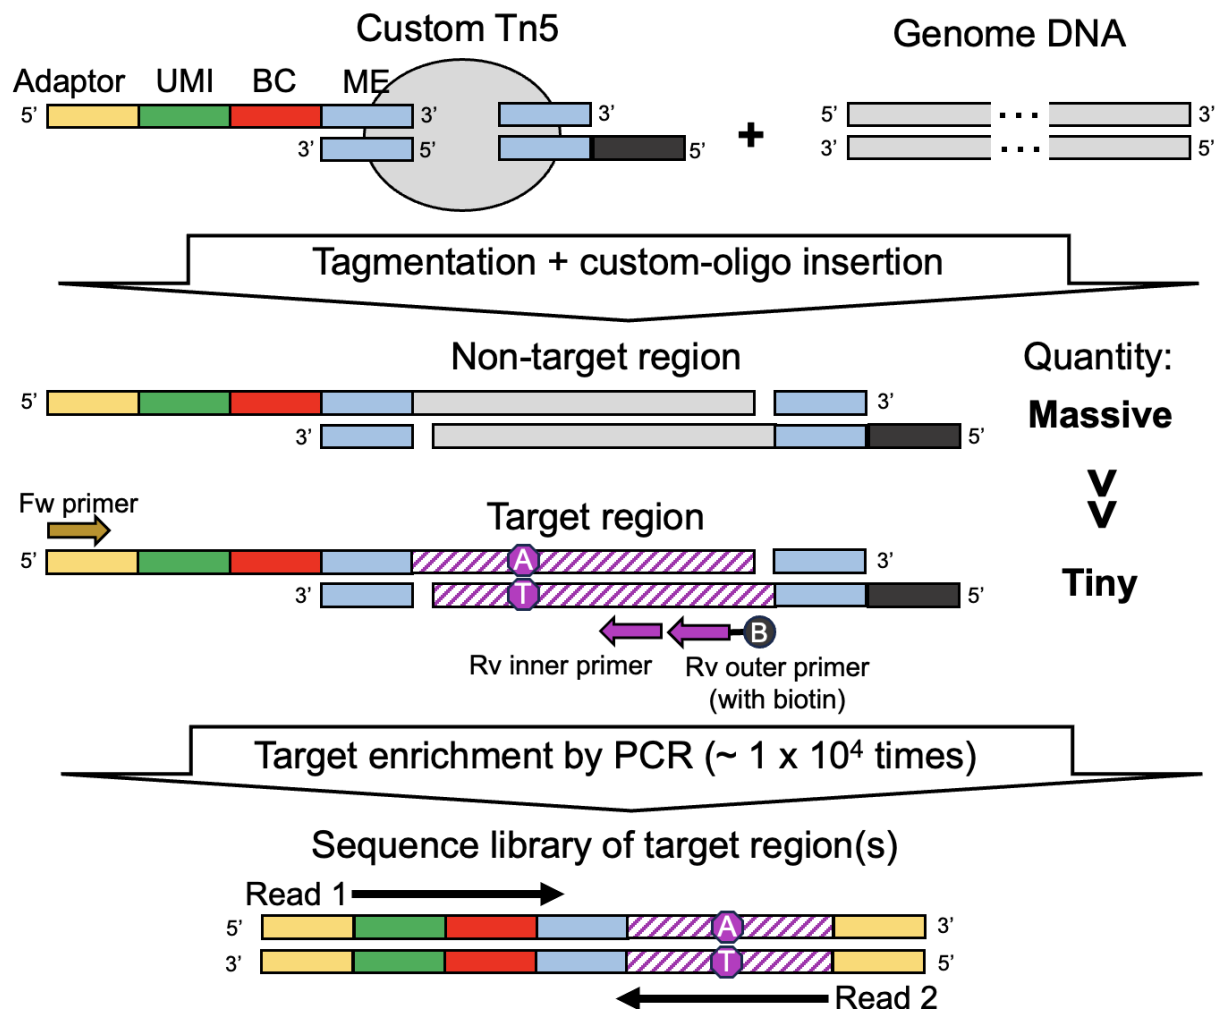 Custom Tn5
Genome DNA
Adaptor UMI BC ME
5’ 3’ 3’ 5’ 3’
3’ 5’ 5’ + 3’ 5’
Tagmentation + custom-oligo insertion
Non-target region
Quantity:
5’ 3’
Massive
3’ 5’
>>
Fw primer
Target region
5’ A 3’
Tiny
3’ T 5’
B
Rv inner primer
Rv outer primer
(with biotin)
Target enrichment by PCR (~ 1 x 10⁴ times)
Sequence library of target region(s)
Read 1
5’ A 3’
3’ T 5’
Read 2